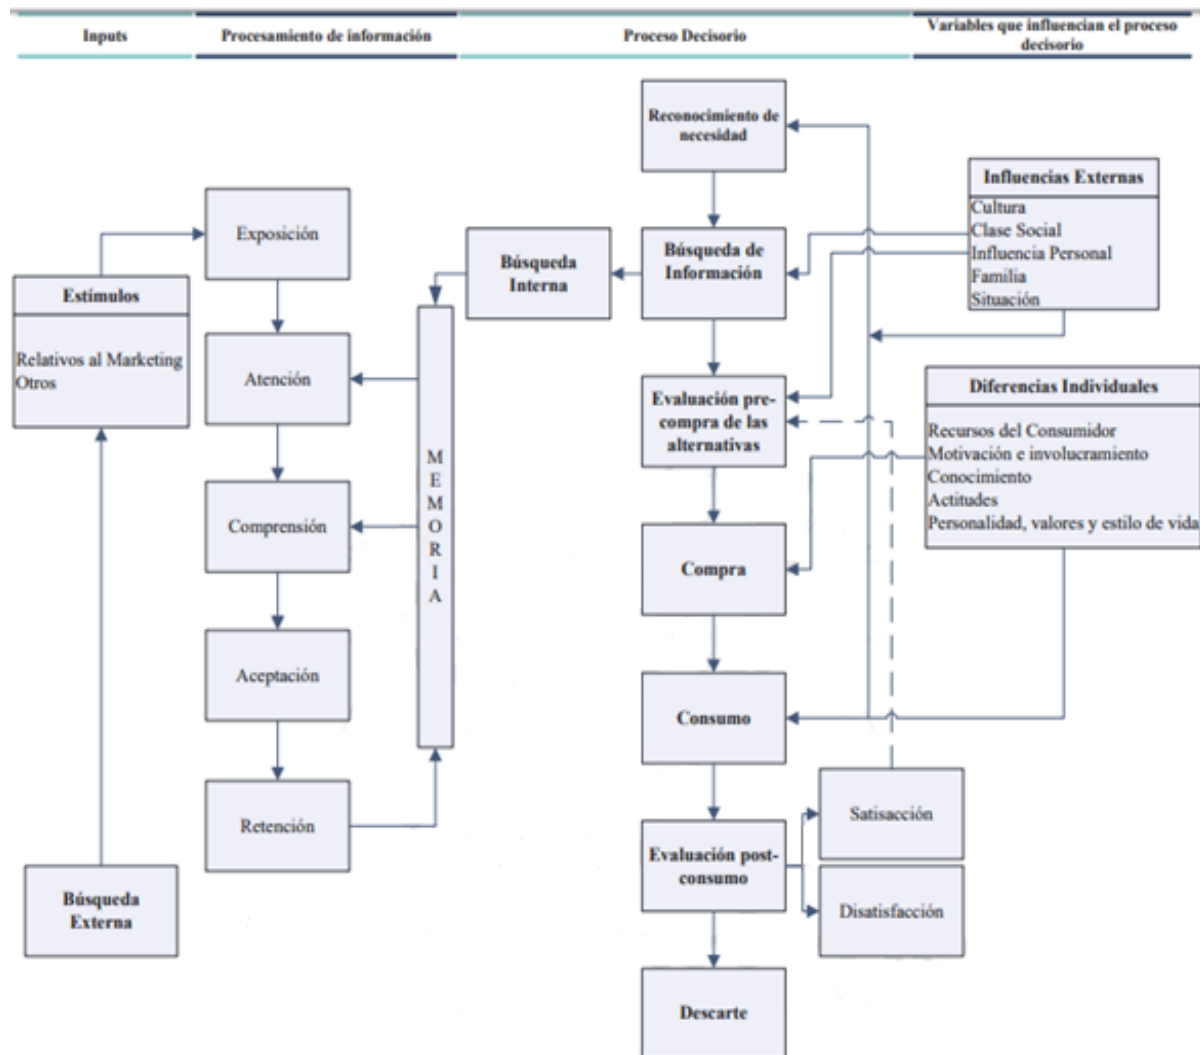 Inputs
Procesamiento de información
Proceso Decisorio
Variables que influencian el proceso
decisorio
Reconocimiento de
necesidad
Influencias Externas
Cultura
Clase Social
Influencia Personal
Familia
Situación
Exposición
Búsqueda
Interna
Búsqueda de
Información
Estímulos
Relativos al Marketing
Otros
Atención
Evaluación pre-
compra de las
alternativas
Diferencias Individuales
Recursos del Consumidor
Motivación e involucramiento
Conocimiento
Actitudes
Personalidad, valores y estilo de vida
M
E
M
O
R
I
A
Comprensión
Compra
Aceptación
Consumo
Retención
Evaluación post-
consumo
Satisacción
Disatisfacción
Búsqueda
Externa
Descarte